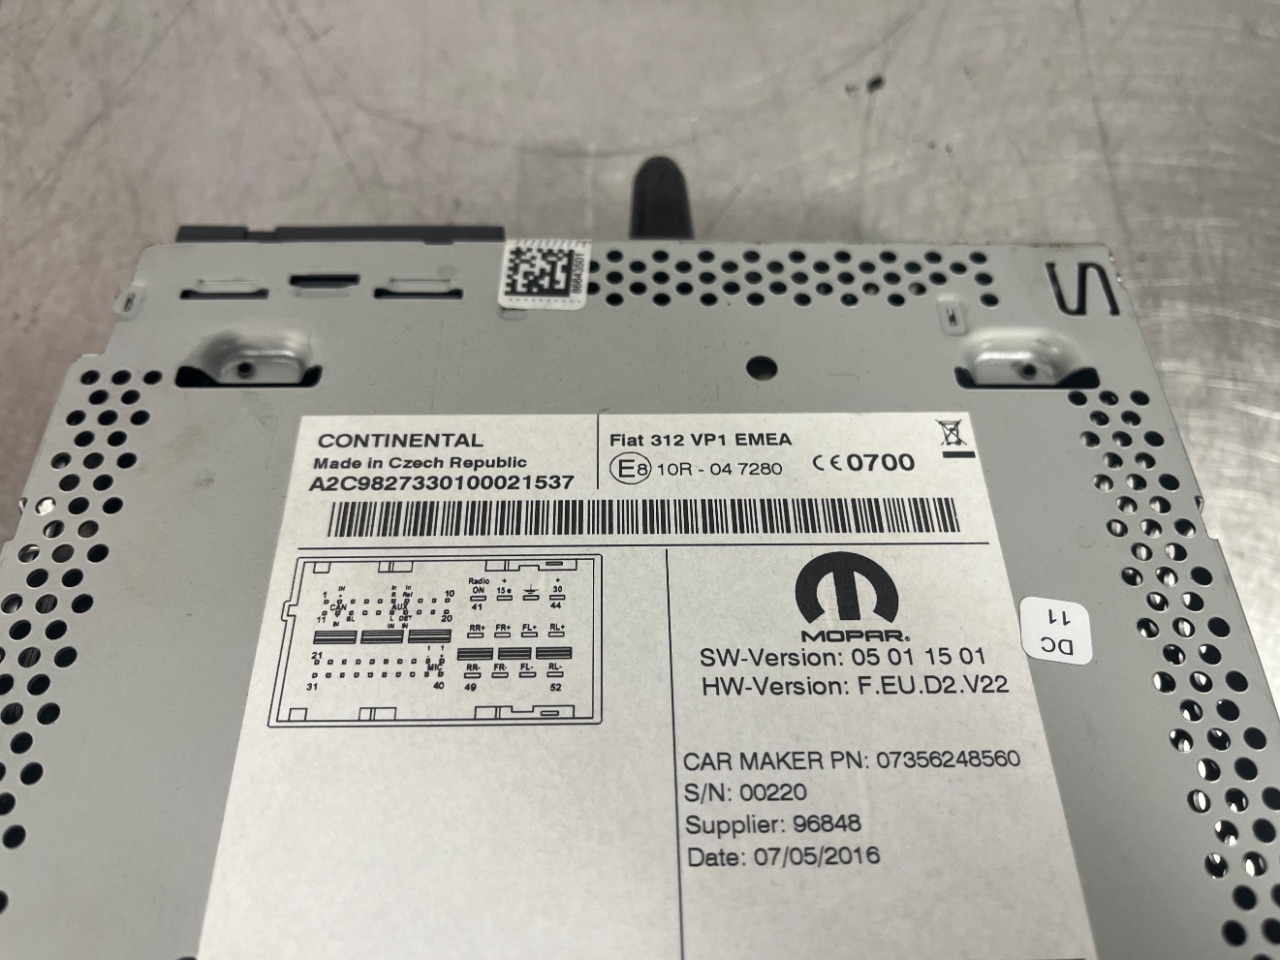 86643501
CONTINENTAL
Made in Czech Republic
A2C9827330100021537
Fiat 312 VP1 EMEA
E8 10R - 04 7280 CE 0700
Radio
ON
41
+
15e
+
30
44
1
IN
10
11
CAN
AUX
20
21
31
MIC
40
RR+ FR+ FL+ RL+
RR- FR- FL- RL-
49
52
MOPAR.
SW-Version: 05 01 15 01
HW-Version: F.EU.D2.V22
CAR MAKER PN: 07356248560
S/N: 00220
Supplier: 96848
Date: 07/05/2016
DC
11